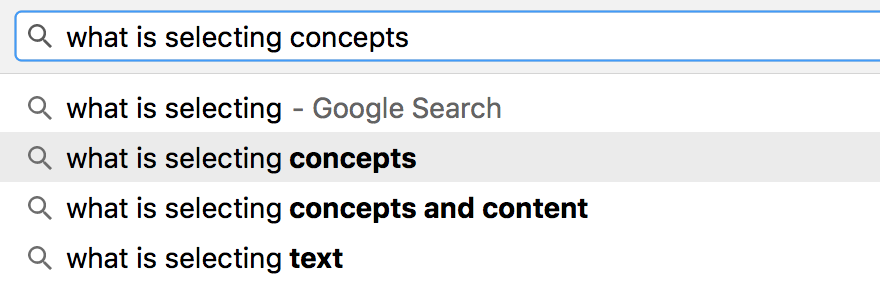 what is selecting concepts
what is selecting - Google Search
what is selecting concepts
what is selecting concepts and content
what is selecting text